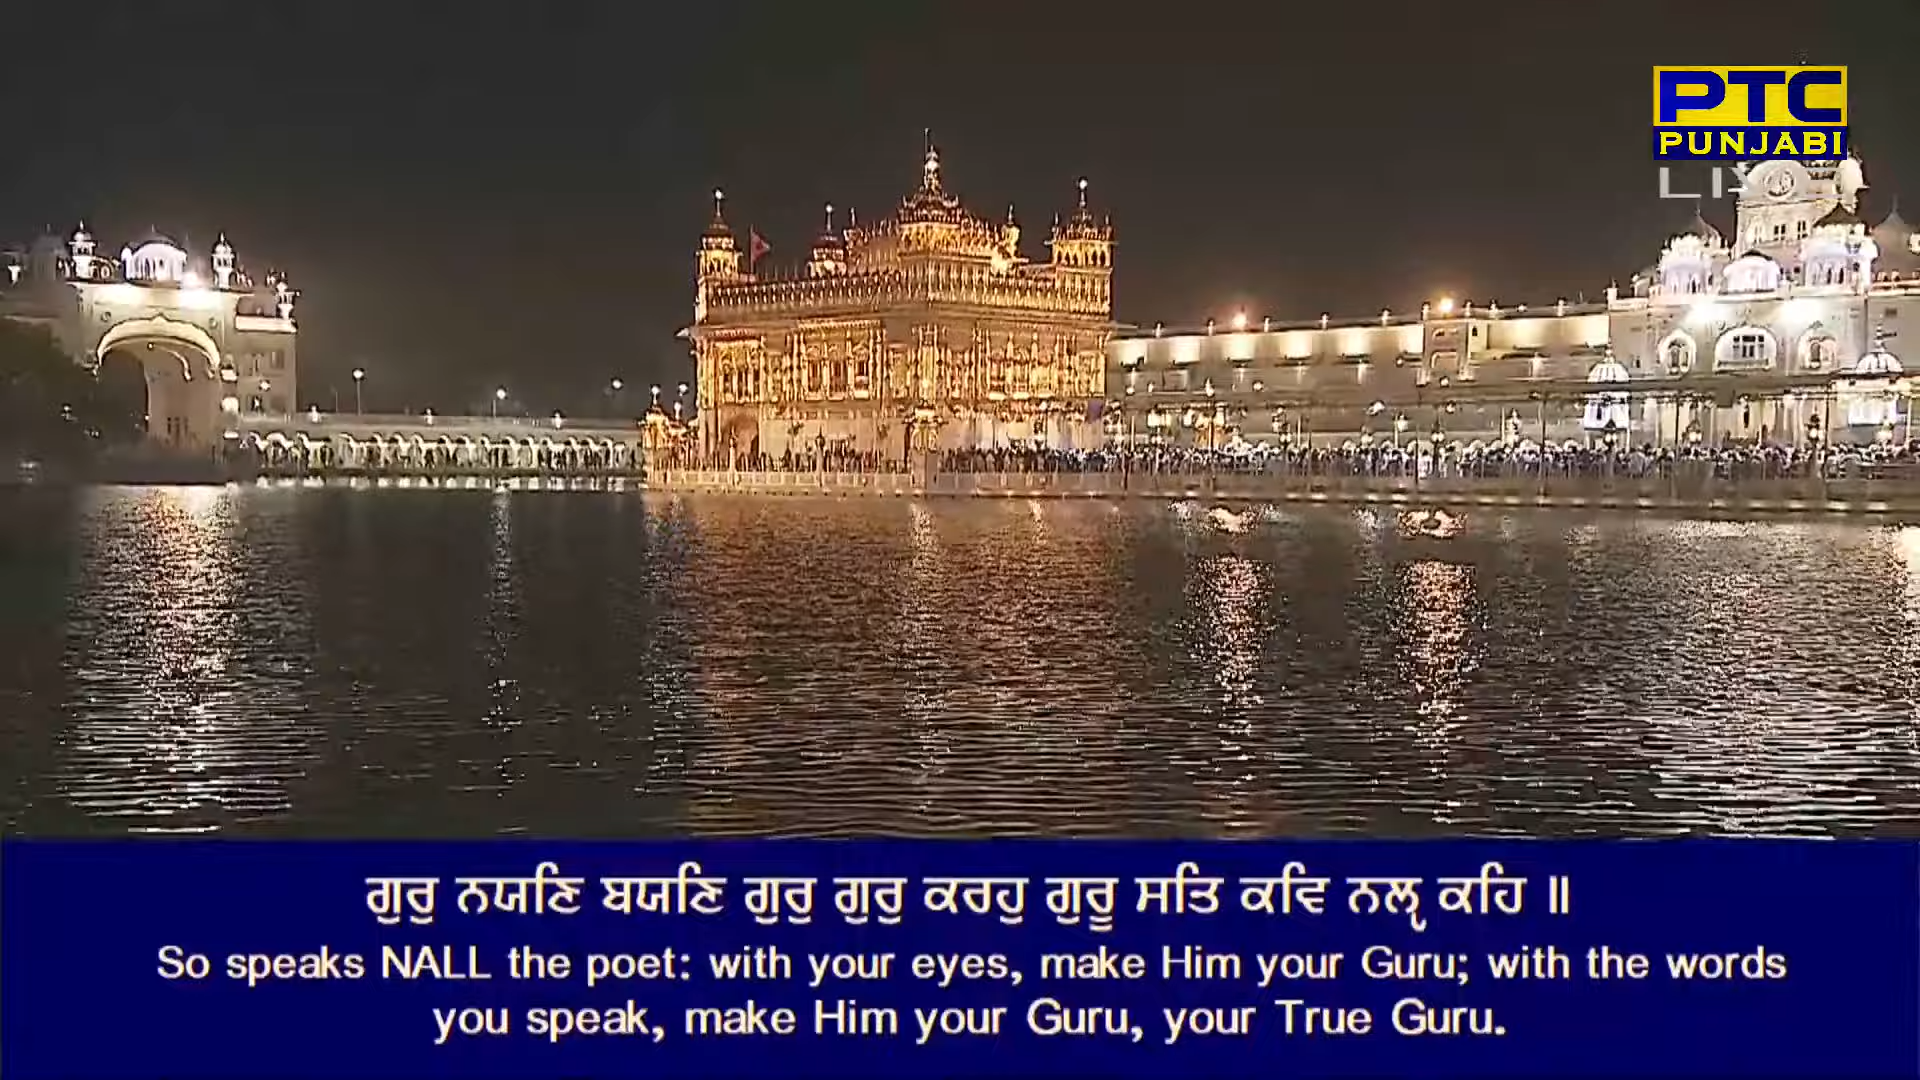 PTC
PUNJABI
LIVE
ਗੁਰੁ ਨਯਣਿ ਬਯਣਿ ਗੁਰੁ ਗੁਰੁ ਕਰਹੁ ਗੁਰੂ ਸਤਿ ਕਵਿ ਨਲੵ ਕਹਿ ॥
So speaks NALL the poet: with your eyes, make Him your Guru; with the words
you speak, make Him your Guru, your True Guru.